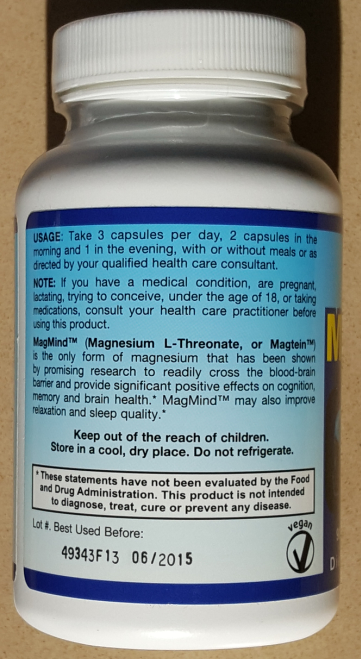 USAGE: Take 3 capsules per day, 2 capsules in the
morning and 1 in the evening, with or without meals or as
directed by your qualified health care consultant.
NOTE: If you have a medical condition, are pregnant,
lactating, trying to conceive, under the age of 18, or taking
medications, consult your health care practitioner before
using this product.
MagMind™ (Magnesium L-Threonate, or Magtein™)
is the only form of magnesium that has been shown
by promising research to readily cross the blood-brain
barrier and provide significant positive effects on cognition,
memory and brain health.* MagMind™ may also improve
relaxation and sleep quality.*
Keep out of the reach of children.
Store in a cool, dry place. Do not refrigerate.
* These statements have not been evaluated by the Food
and Drug Administration. This product is not intended
to diagnose, treat, cure or prevent any disease.
Lot #. Best Used Before:
49343F13 06/2015
vegan